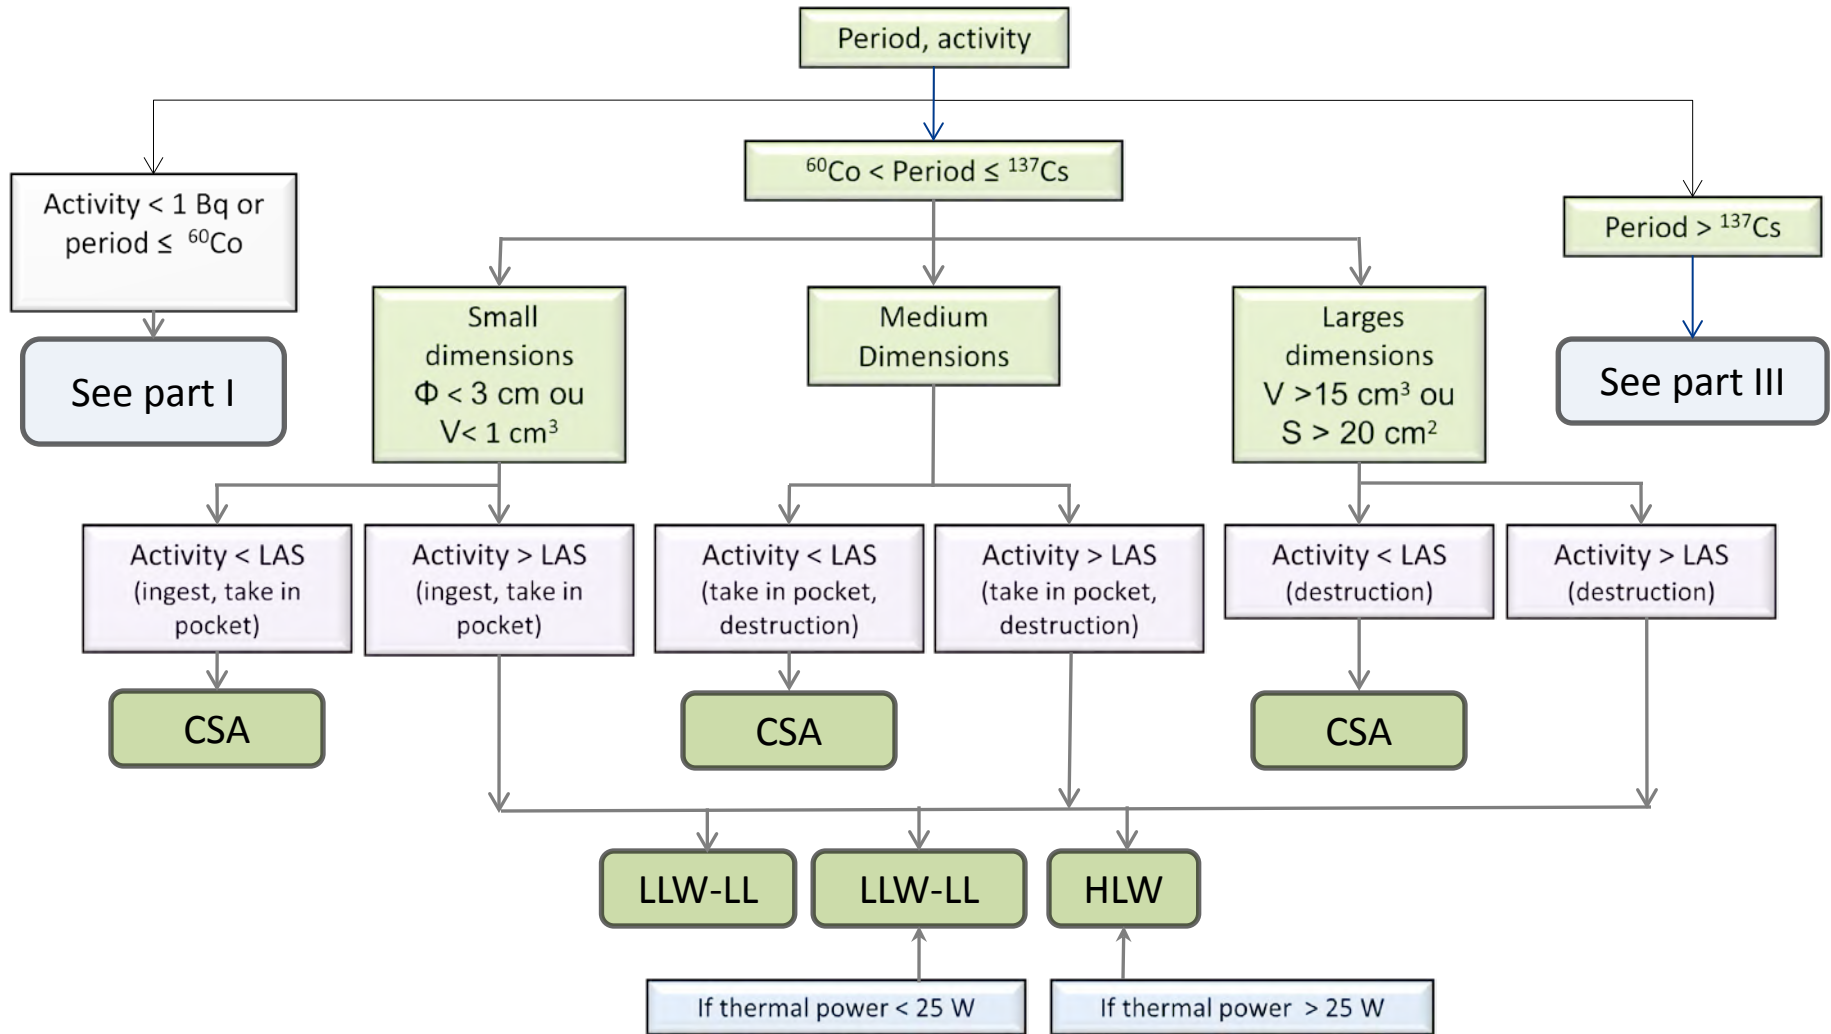 Period, activity
⁶⁰Co < Period ≤ ¹³⁷Cs
Activity < 1 Bq or
period ≤ ⁶⁰Co
Period > ¹³⁷Cs
See part I
See part III
Small
dimensions
Φ < 3 cm ou
V< 1 cm³
Medium
Dimensions
Larges
dimensions
V >15 cm³ ou
S > 20 cm²
Activity < LAS
(ingest, take in
pocket)
Activity > LAS
(ingest, take in
pocket)
Activity < LAS
(take in pocket,
destruction)
Activity > LAS
(take in pocket,
destruction)
Activity < LAS
(destruction)
Activity > LAS
(destruction)
CSA
CSA
CSA
LLW-LL
LLW-LL
HLW
If thermal power < 25 W
If thermal power > 25 W